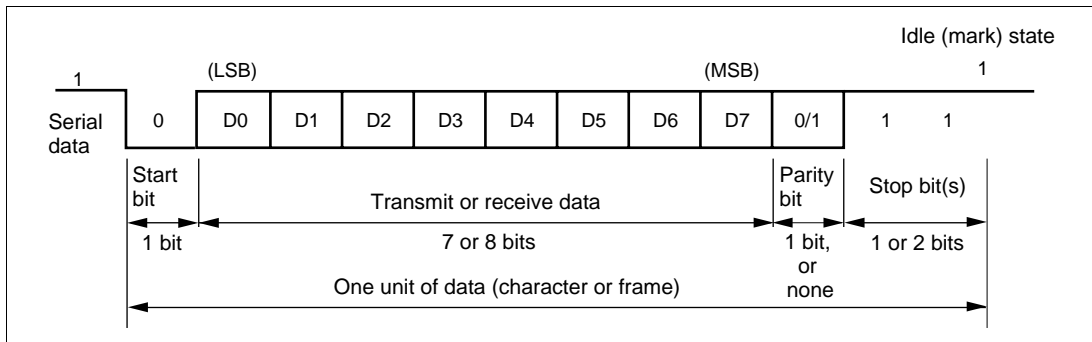 Idle (mark) state
1
(LSB)
(MSB)
1
Serial
data
0
D0
D1
D2
D3
D4
D5
D6
D7
0/1
1
1
Start
bit
Transmit or receive data
Parity
bit
Stop bit(s)
1 bit
7 or 8 bits
1 bit,
or
none
1 or 2 bits
One unit of data (character or frame)